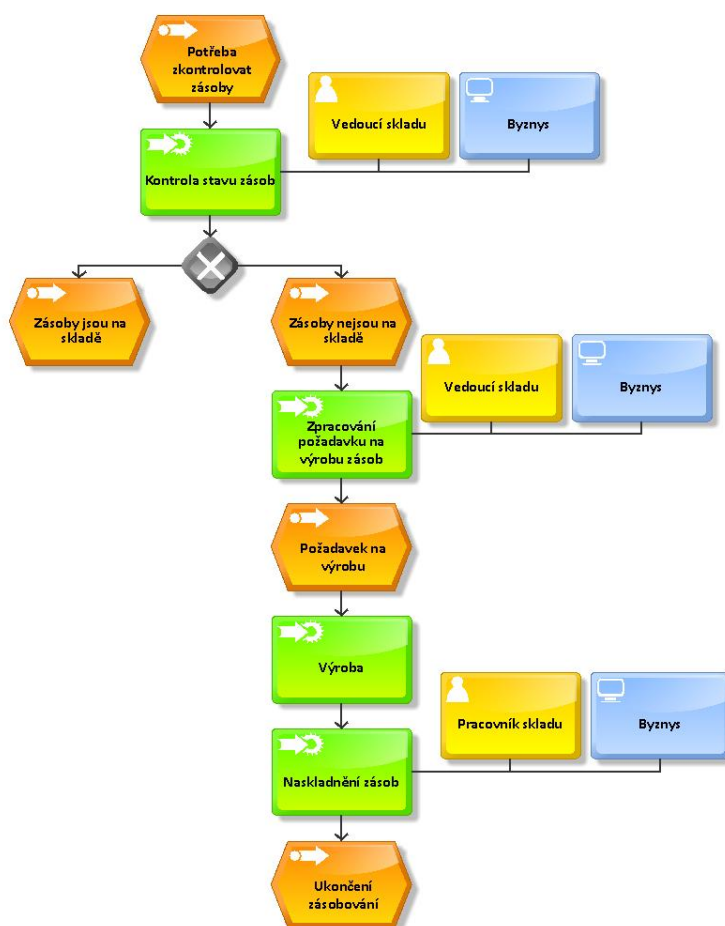 Potřeba
zkontrolovat
zásoby
Vedoucí skladu
Byznys
Kontrola stavu zásob
Zásoby jsou na
skladě
Zásoby nejsou na
skladě
Vedoucí skladu
Byznys
Zpracování
požadavku na
výrobu zásob
Požadavek na
výrobu
Výroba
Pracovník skladu
Byznys
Naskladnění zásob
Ukončení
zásobování